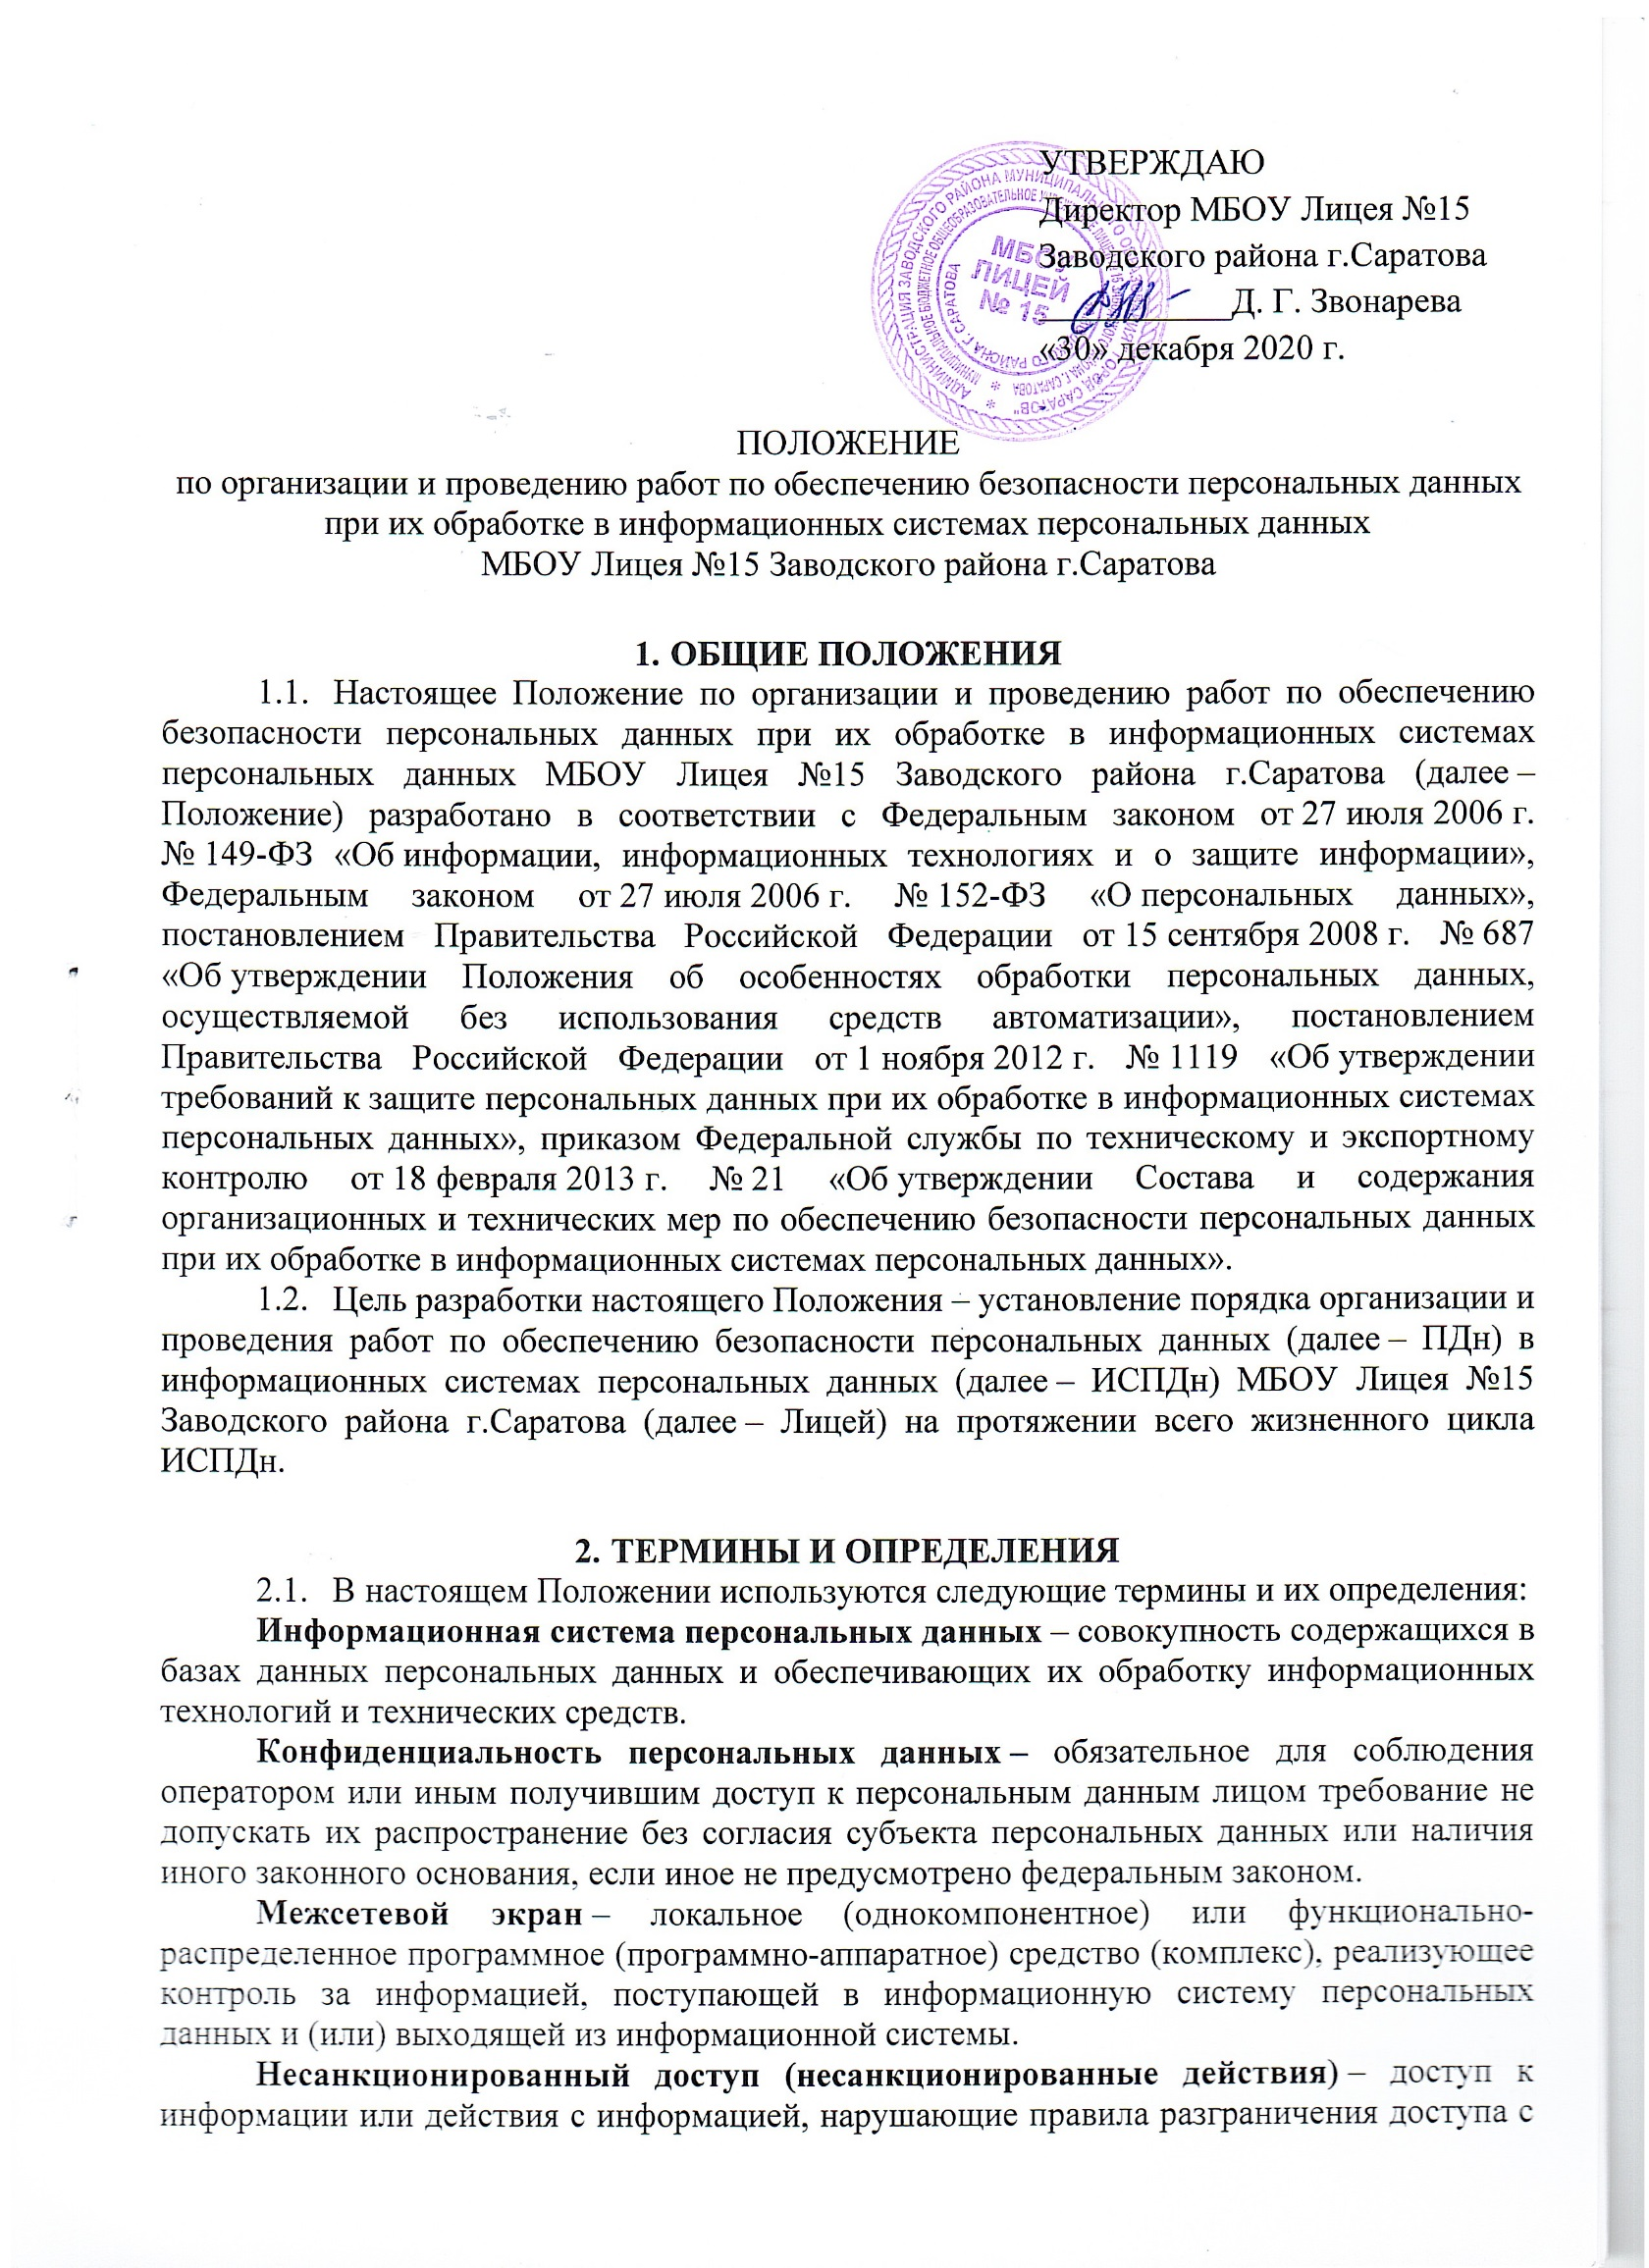 УТВЕРЖДАЮ
Директор МБОУ Лицея №15
Заводского района г.Саратова
Д. Г. Звонарева
«30» декабря 2020 г.
МБОУ
ЛИЦЕЙ
№ 15
ПОЛОЖЕНИЕ
по организации и проведению работ по обеспечению безопасности персональных данных
при их обработке в информационных системах персональных данных
МБОУ Лицея №15 Заводского района г.Саратова
1. ОБЩИЕ ПОЛОЖЕНИЯ
1.1. Настоящее Положение по организации и проведению работ по обеспечению
безопасности персональных данных при их обработке в информационных системах
персональных данных МБОУ Лицея №15 Заводского района г.Саратова (далее –
Положение) разработано в соответствии с Федеральным законом от 27 июля 2006 г.
№ 149-ФЗ «Об информации, информационных технологиях и о защите информации»,
Федеральным законом от 27 июля 2006 г. № 152-ФЗ «О персональных данных»,
постановлением Правительства Российской Федерации от 15 сентября 2008 г. № 687
«Об утверждении Положения об особенностях обработки персональных данных,
осуществляемой без использования средств автоматизации», постановлением
Правительства Российской Федерации от 1 ноября 2012 г. № 1119 «Об утверждении
требований к защите персональных данных при их обработке в информационных системах
персональных данных», приказом Федеральной службы по техническому и экспортному
контролю от 18 февраля 2013 г. № 21 «Об утверждении Состава и содержания
организационных и технических мер по обеспечению безопасности персональных данных
при их обработке в информационных системах персональных данных».
1.2. Цель разработки настоящего Положения – установление порядка организации и
проведения работ по обеспечению безопасности персональных данных (далее – ПДн) в
информационных системах персональных данных (далее – ИСПДн) МБОУ Лицея №15
Заводского района г.Саратова (далее – Лицей) на протяжении всего жизненного цикла
ИСПДн.
2. ТЕРМИНЫ И ОПРЕДЕЛЕНИЯ
2.1. В настоящем Положении используются следующие термины и их определения:
Информационная система персональных данных – совокупность содержащихся в
базах данных персональных данных и обеспечивающих их обработку информационных
технологий и технических средств.
Конфиденциальность персональных данных – обязательное для соблюдения
оператором или иным получившим доступ к персональным данным лицом требование не
допускать их распространение без согласия субъекта персональных данных или наличия
иного законного основания, если иное не предусмотрено федеральным законом.
Межсетевой экран – локальное (однокомпонентное) или функционально-
распределенное программное (программно-аппаратное) средство (комплекс), реализующее
контроль за информацией, поступающей в информационную систему персональных
данных и (или) выходящей из информационной системы.
Несанкционированный доступ (несанкционированные действия) – доступ к
информации или действия с информацией, нарушающие правила разграничения доступа с